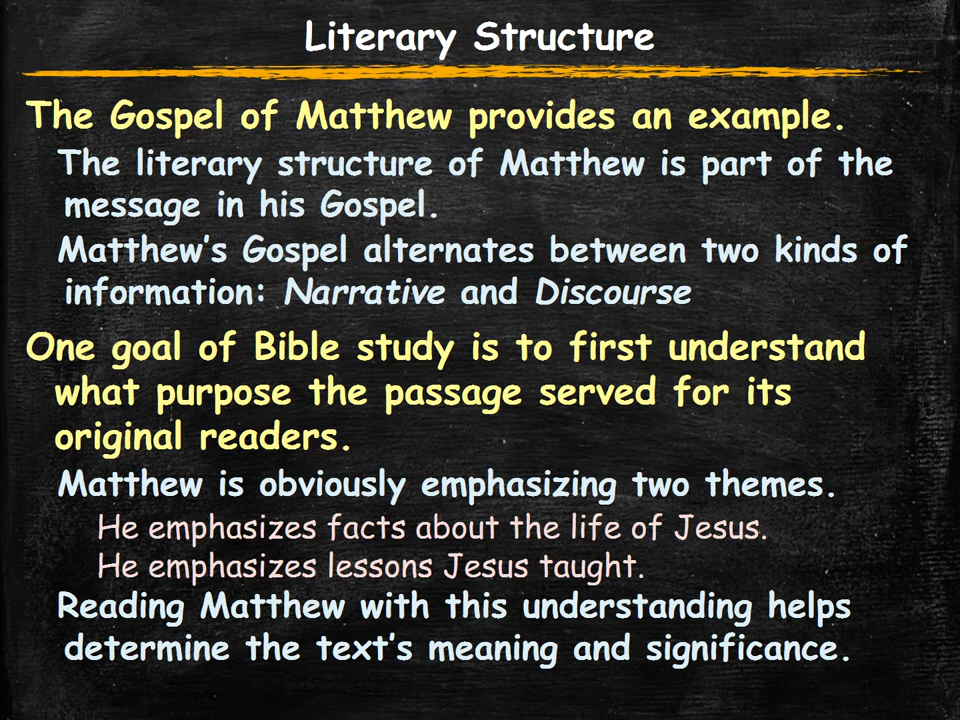 Literary Structure
The Gospel of Matthew provides an example.
The literary structure of Matthew is part of the
message in his Gospel.
Matthew's Gospel alternates between two kinds of
information: Narrative and Discourse
One goal of Bible study is to first understand
what purpose the passage served for its
original readers.
Matthew is obviously emphasizing two themes.
He emphasizes facts about the life of Jesus.
He emphasizes lessons Jesus taught.
Reading Matthew with this understanding helps
determine the text's meaning and significance.